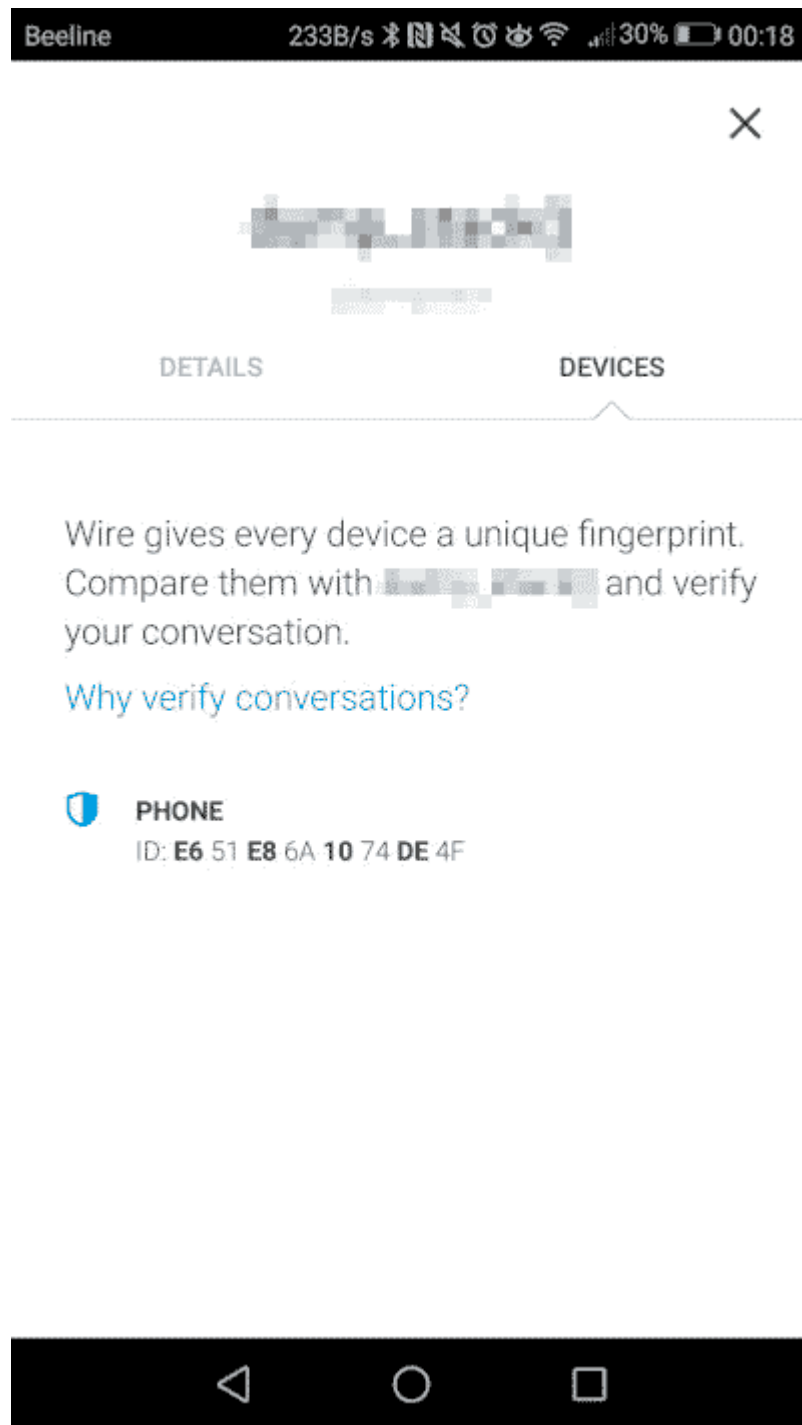 Beeline 233B/s 30% 00:18
DETAILS DEVICES
Wire gives every device a unique fingerprint.
Compare them with and verify
your conversation.
Why verify conversations?
PHONE
ID: E6 51 E8 6A 10 74 DE 4F